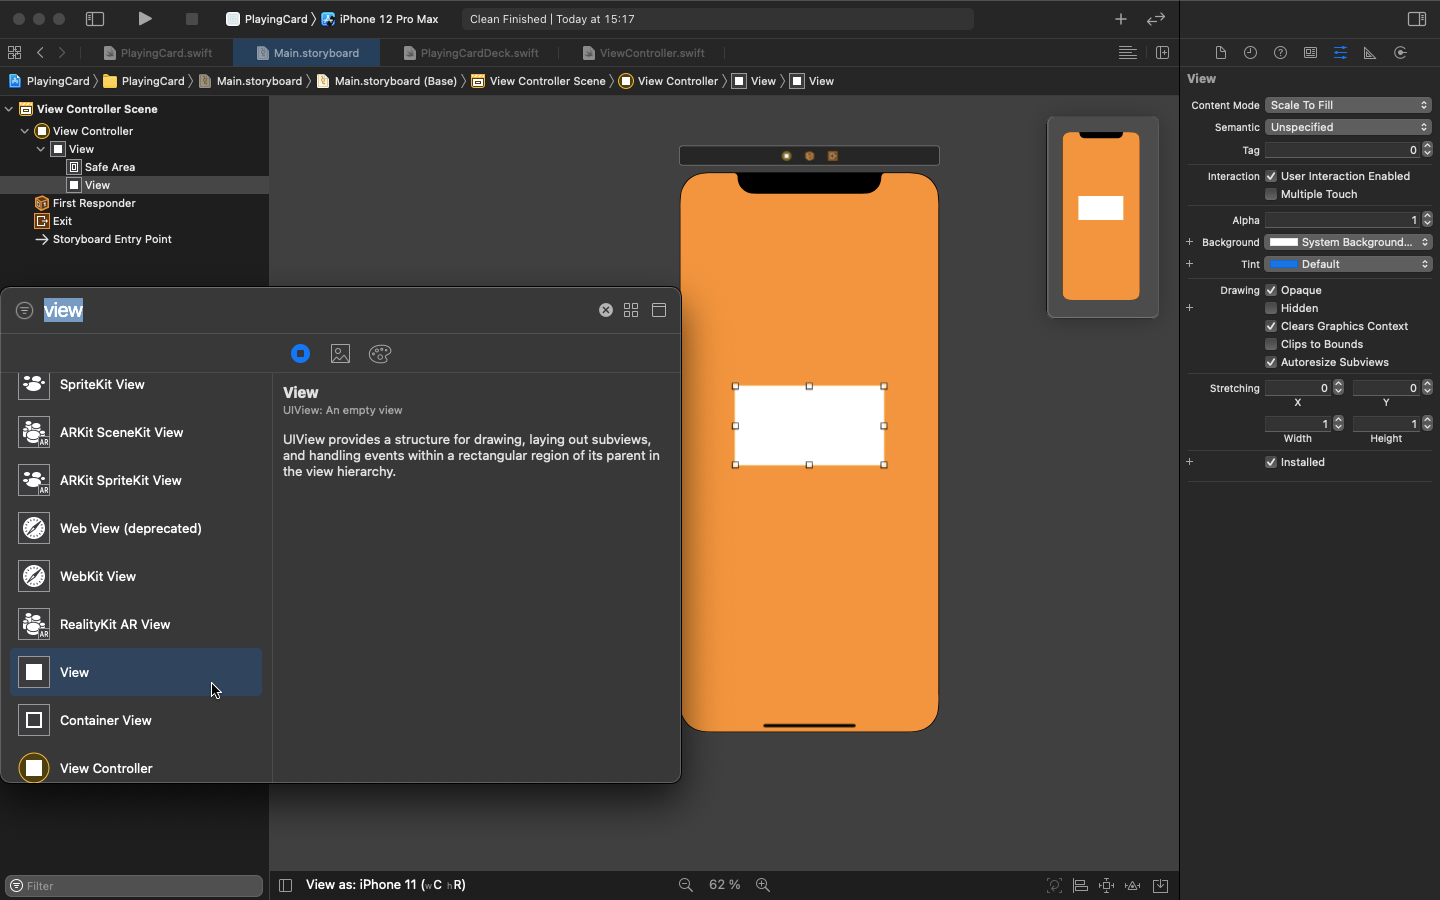 PlayingCard
iPhone 12 Pro Max
Clean Finished | Today at 15:17
PlayingCard.swift
Main.storyboard
PlayingCardDeck.swift
ViewController.swift
PlayingCard
PlayingCard
Main.storyboard
Main.storyboard (Base)
View Controller Scene
View Controller
View
View
View Controller Scene
View Controller
View
Safe Area
View
First Responder
Exit
Storyboard Entry Point
view
SpriteKit View
AR
ARKit SceneKit View
AR
ARKit SpriteKit View
Web View (deprecated)
WebKit View
AR
RealityKit AR View
View
Container View
View Controller
View
UIView: An empty view
UIView provides a structure for drawing, laying out subviews,
and handling events within a rectangular region of its parent in
the view hierarchy.
Filter
View as: iPhone 11 (wC hR)
62 %
View
Content Mode Scale To Fill
Semantic Unspecified
Tag 0
Interaction User Interaction Enabled
Multiple Touch
Alpha 1
+ Background System Background...
+ Tint Default
Drawing Opaque
+ Hidden
Clears Graphics Context
Clips to Bounds
Autoresize Subviews
Stretching 0 0
X Y
1 1
Width Height
+ Installed